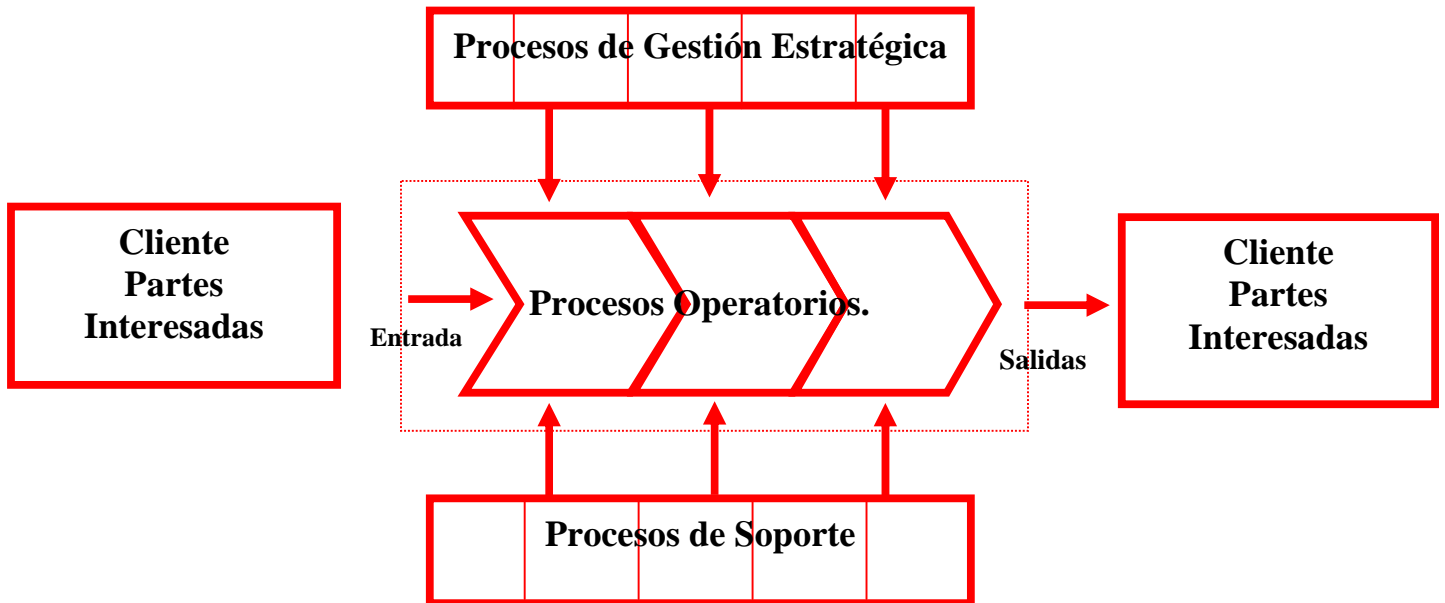 Procesos de Gestión Estratégica
Cliente
Partes
Interesadas
Entrada
Procesos Operatorios.
Salidas
Cliente
Partes
Interesadas
Procesos de Soporte